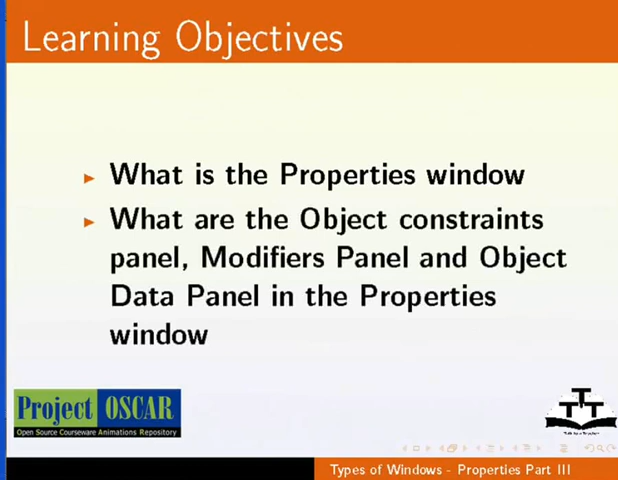 Learning Objectives
What is the Properties window
What are the Object constraints
panel, Modifiers Panel and Object
Data Panel in the Properties
window
Project OSCAR
Open Source Courseware Animations Repository
TTT
Types of Windows - Properties Part III